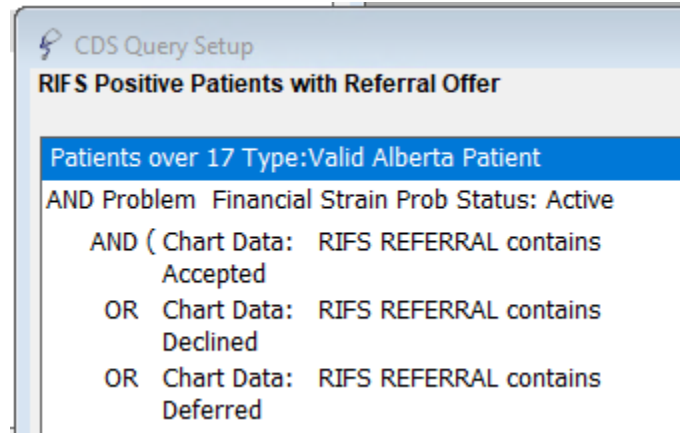 CDS Query Setup
RIFS Positive Patients with Referral Offer
Patients over 17 Type:Valid Alberta Patient
AND Problem Financial Strain Prob Status: Active
AND ( Chart Data: RIFS REFERRAL contains
Accepted
OR Chart Data: RIFS REFERRAL contains
Declined
OR Chart Data: RIFS REFERRAL contains
Deferred